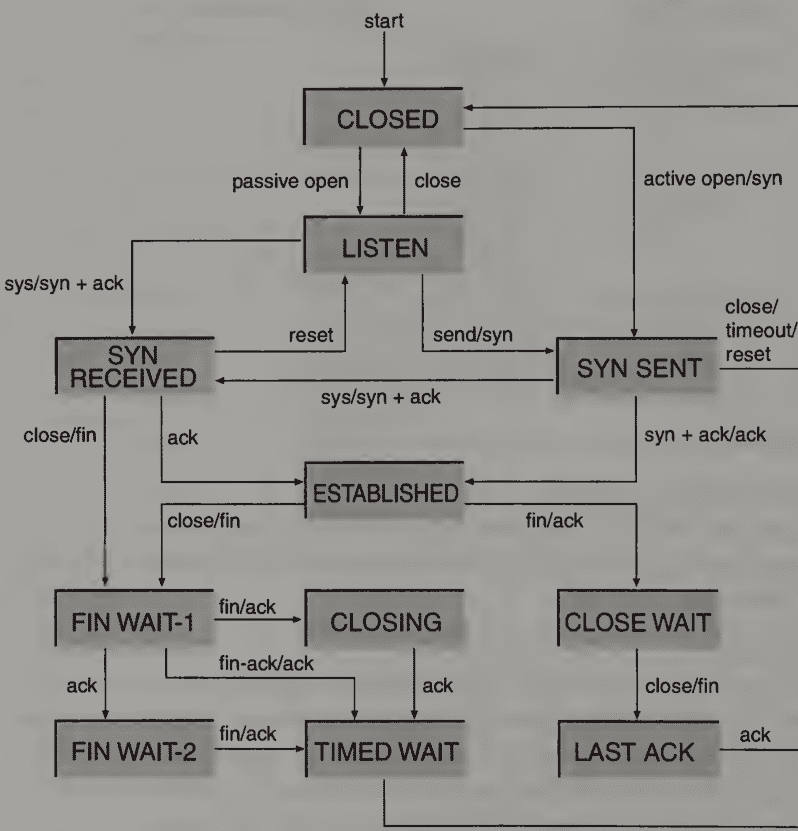 start
CLOSED
passive open
close
active open/syn
LISTEN
sys/syn + ack
reset
send/syn
close/
timeout/
reset
SYN
RECEIVED
SYN SENT
sys/syn + ack
close/fin
ack
syn + ack/ack
ESTABLISHED
close/fin
fin/ack
FIN WAIT-1
fin/ack
CLOSING
CLOSE WAIT
fin-ack/ack
ack
ack
close/fin
FIN WAIT-2
fin/ack
TIMED WAIT
LAST ACK
ack